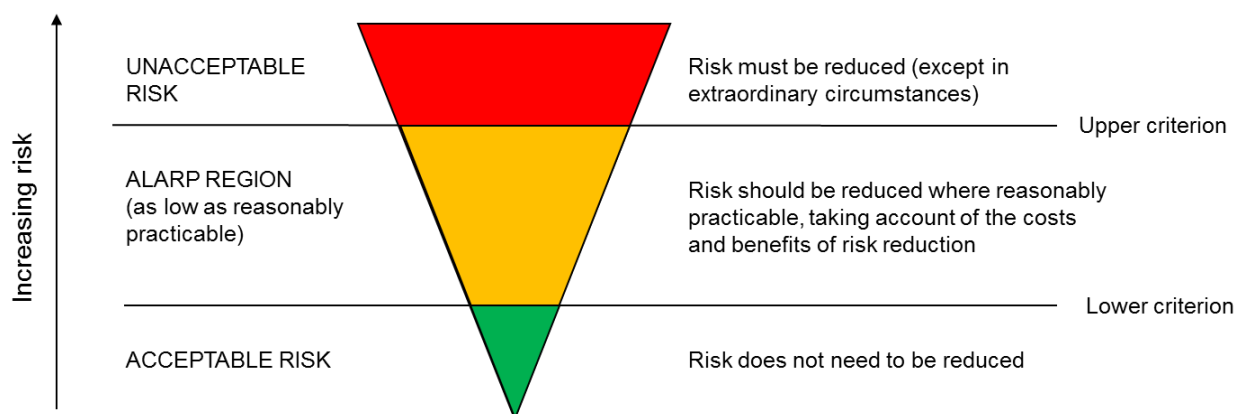 Increasing risk
UNACCEPTABLE
RISK
Risk must be reduced (except in
extraordinary circumstances)
Upper criterion
ALARP REGION
(as low as reasonably
practicable)
Risk should be reduced where reasonably
practicable, taking account of the costs
and benefits of risk reduction
Lower criterion
ACCEPTABLE RISK
Risk does not need to be reduced